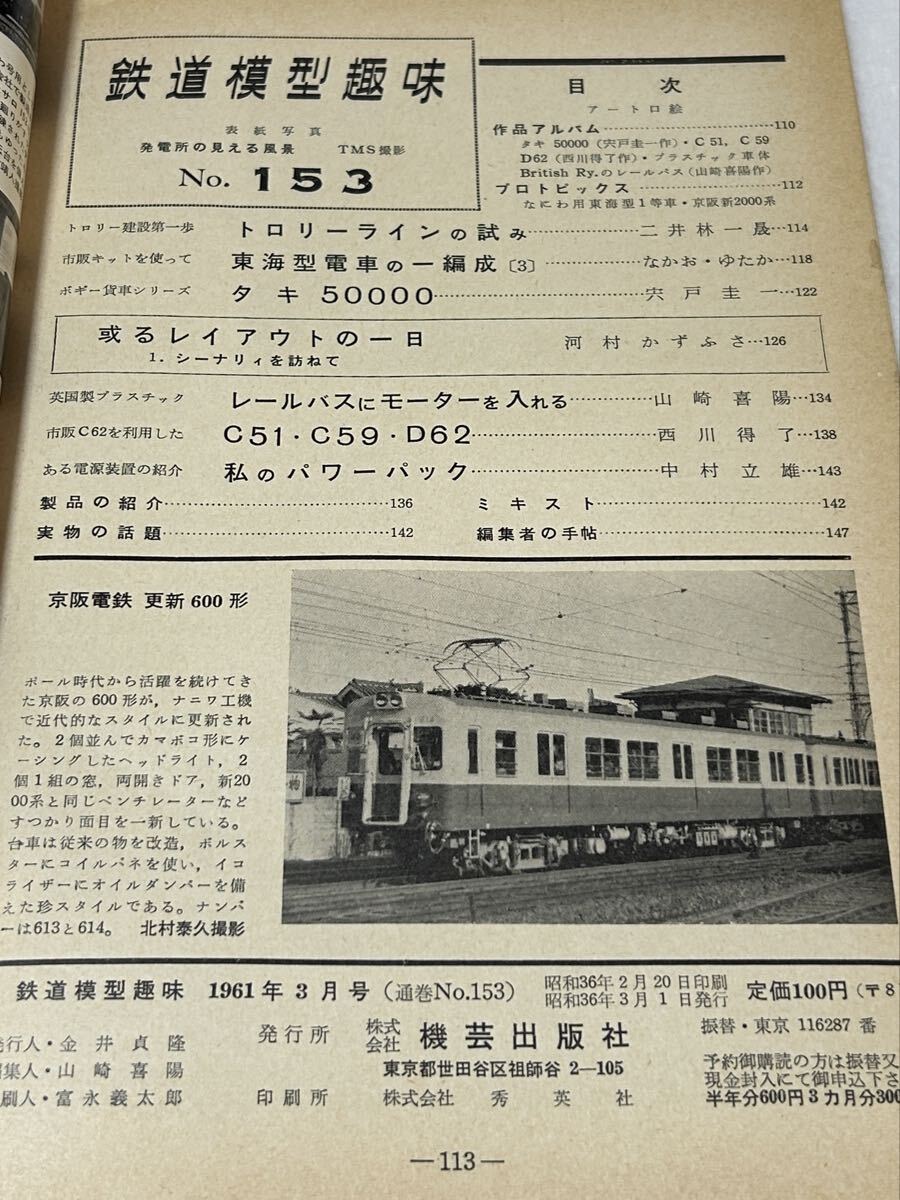 鉄道模型趣味
表紙写真
発電所の見える風景 TMS撮影
No. 153
目次
アート口絵
作品アルバム…110
タキ 50000(宍戸圭一作)・C 51, C 59
D62(西川得了作)・プラスチック車体
British Ry.のレールバス(山崎喜陽作)
プロトピックス…112
なにわ用東海型1等車・京阪新2000系
トロリー建設第一歩 トロリーラインの試み…二井林一晟…114
市販キットを使って 東海型電車の一編成〔3〕…なかお・ゆたか…118
ボギー貨車シリーズ タキ 50000…宍戸圭一…122
或るレイアウトの一日 河村かずふさ…126
1. シーナリィを訪ねて
英国製プラスチック レールバスにモーターを入れる…山崎喜陽…134
市販C62を利用した C51・C59・D62…西川得了…138
ある電源装置の紹介 私のパワーパック…中村立雄…143
製品の紹介…136 ミキスト…142
実物の話題…142 編集者の手帖…147
京阪電鉄 更新 600 形
ポール時代から活躍を続けてき
た京阪の600形が, ナニワ工機
で近代的なスタイルに更新され
た。2個並んでカマボコ形にケ
ーシングしたヘッドライト, 2
個1組の窓, 両開きドア, 新20
00系と同じベンチレーターなど
すつかり面目を一新している。
台車は従来の物を改造, ボルス
ターにコイルバネを使い, イコ
ライザーにオイルダンパーを備
えた珍スタイルである。ナンバ
ーは613と614。 北村泰久撮影
鉄道模型趣味 1961年3月号(通巻No.153) 昭和36年2月20日印刷
昭和36年3月1日発行 定価100円(〒8
発行人・金井貞隆 発行所 株式会社 機芸出版社 振替・東京 116287 番
編集人・山崎喜陽 東京都世田谷区祖師谷 2—105 予約御購読の方は振替又
現金封入にて御申込下さ
印刷人・富永義太郎 印刷所 株式会社 秀英社 半年分600円3カ月分300
—113—